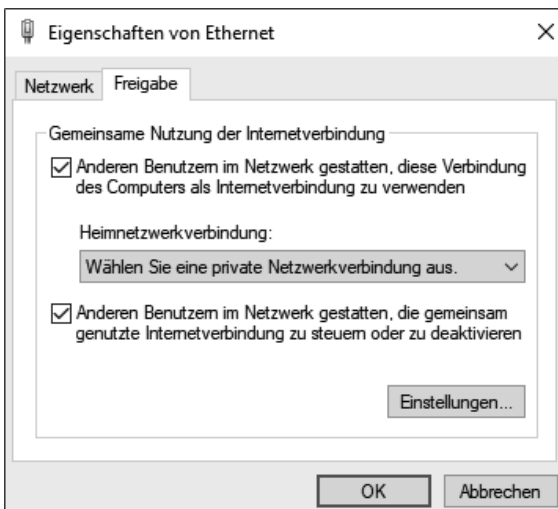 Eigenschaften von Ethernet
Netzwerk Freigabe
Gemeinsame Nutzung der Internetverbindung
Anderen Benutzern im Netzwerk gestatten, diese Verbindung
des Computers als Internetverbindung zu verwenden
Heimnetzwerkverbindung:
Wählen Sie eine private Netzwerkverbindung aus.
Anderen Benutzern im Netzwerk gestatten, die gemeinsam
genutzte Internetverbindung zu steuern oder zu deaktivieren
Einstellungen...
OK Abbrechen